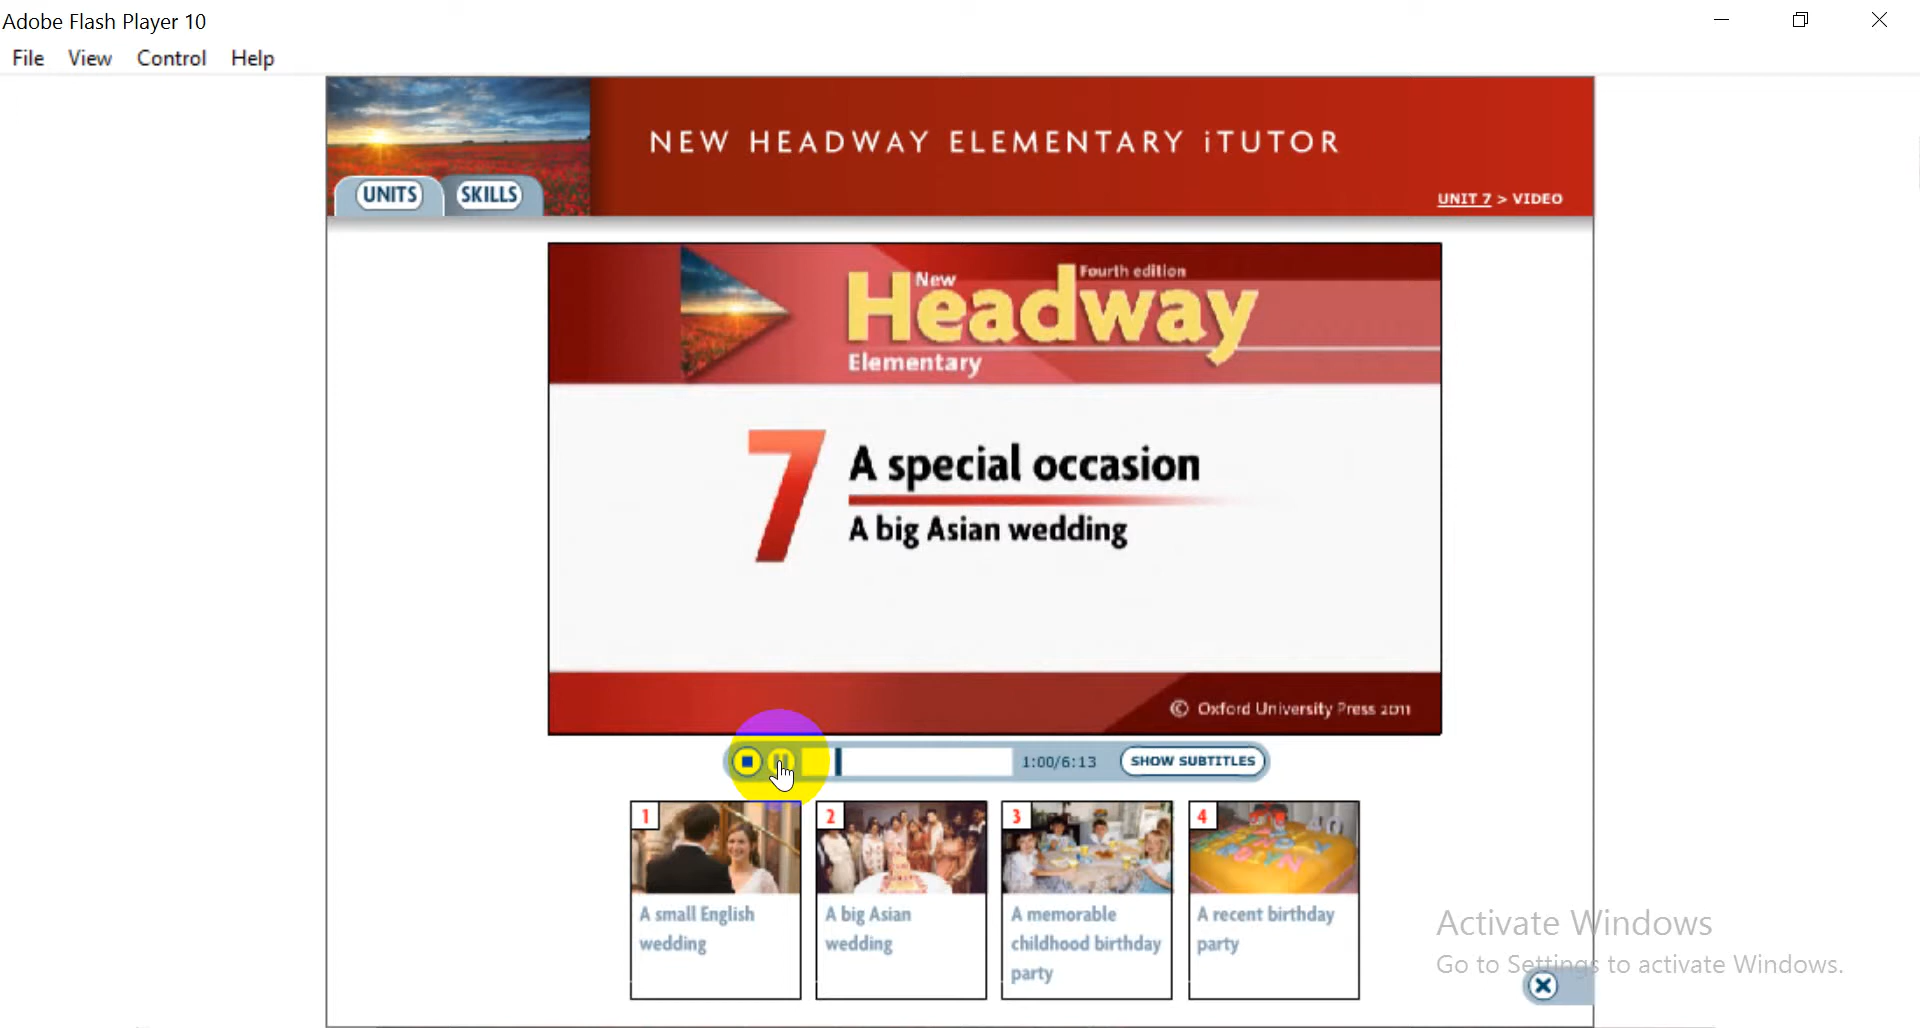 Adobe Flash Player 10
File View Control Help
NEW HEADWAY ELEMENTARY iTUTOR
UNITS SKILLS
UNIT 7 > VIDEO
New Fourth edition
Headway
Elementary
7 A special occasion
A big Asian wedding
© Oxford University Press 2011
1:00/6:13 SHOW SUBTITLES
1 2 3 4
A small English
wedding
A big Asian
wedding
A memorable
childhood birthday
party
A recent birthday
party
Activate Windows
Go to Settings to activate Windows.